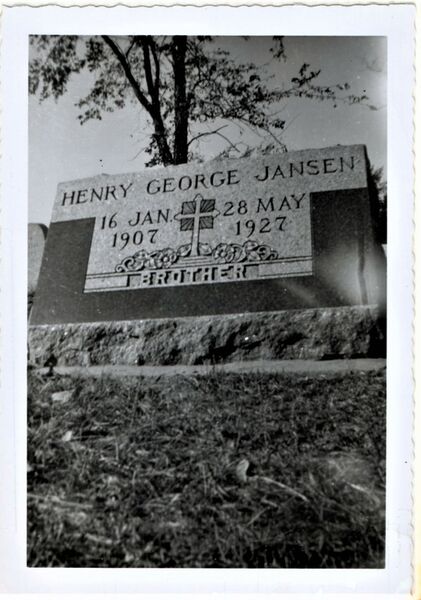 HENRY GEORGE JANSEN
16 JAN. 28 MAY
1907 1927
BROTHER